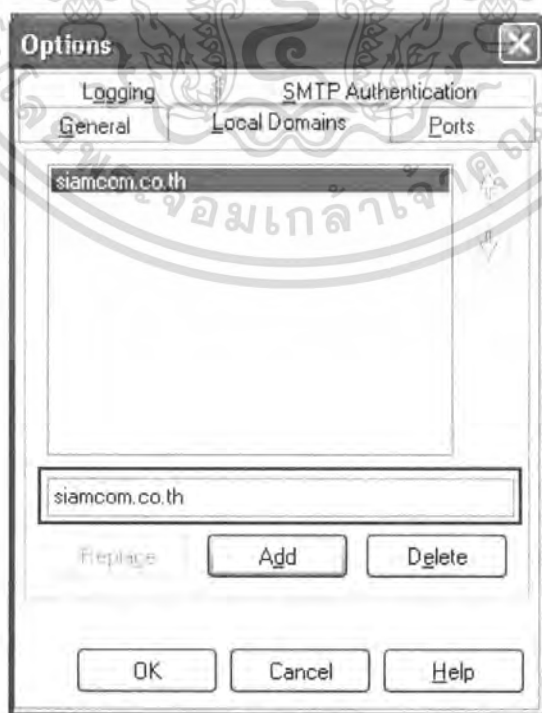 Options
Logging SMTP Authentication
General Local Domains Ports
siamcom.co.th
siamcom.co.th
Replace Add Delete
OK Cancel Help